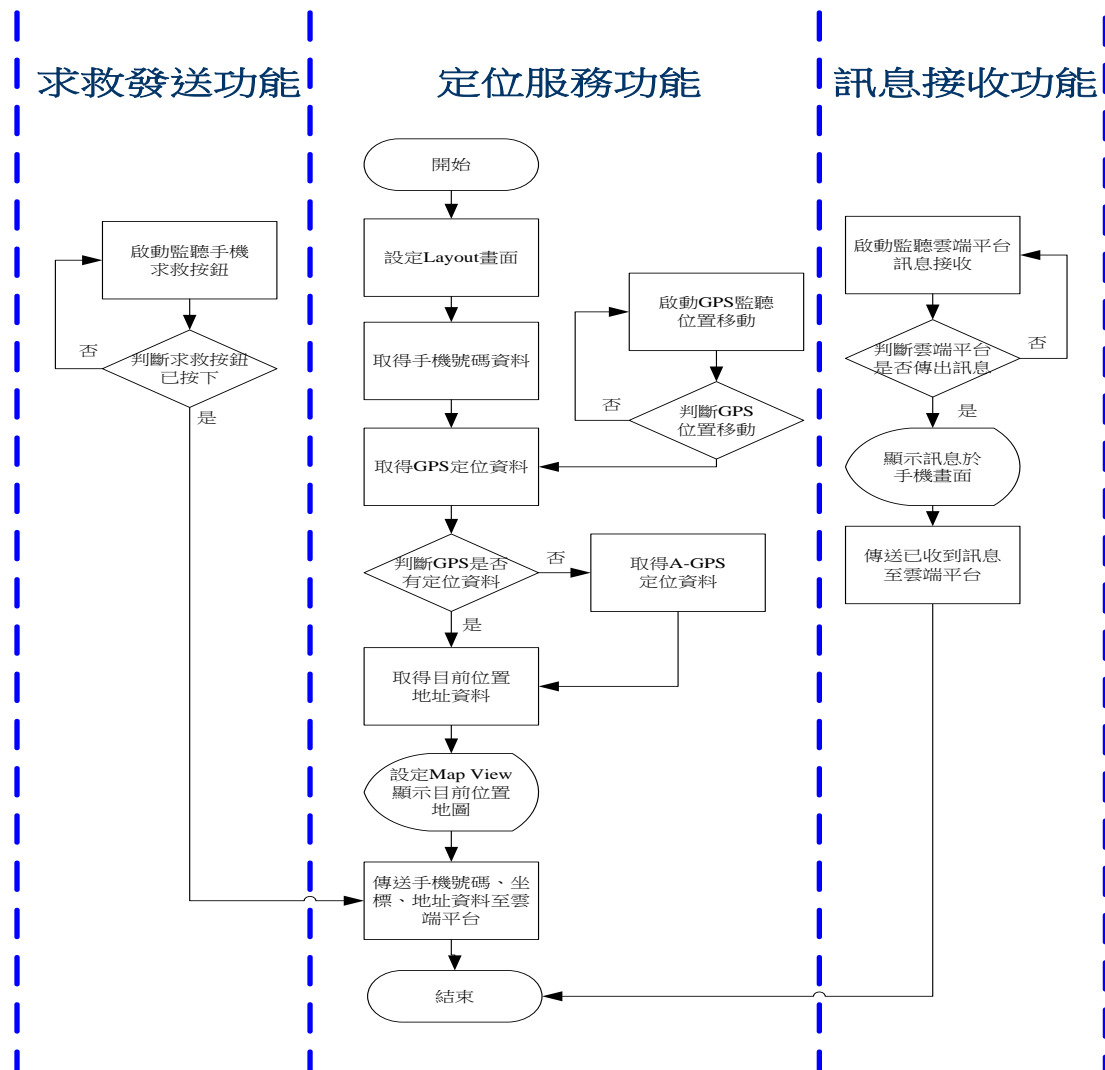 求救發送功能
定位服務功能
訊息接收功能
啟動監聽手機
求救按鈕
判斷求救按鈕
已按下
否
是
開始
設定Layout畫面
取得手機號碼資料
取得GPS定位資料
啟動GPS監聽
位置移動
判斷GPS
位置移動
否
判斷GPS是否
有定位資料
否
取得A-GPS
定位資料
是
取得目前位置
地址資料
設定Map View
顯示目前位置
地圖
傳送手機號碼、坐
標、地址資料至雲
端平台
結束
啟動監聽雲端平台
訊息接收
判斷雲端平台
是否傳出訊息
否
是
顯示訊息於
手機畫面
傳送已收到訊息
至雲端平台